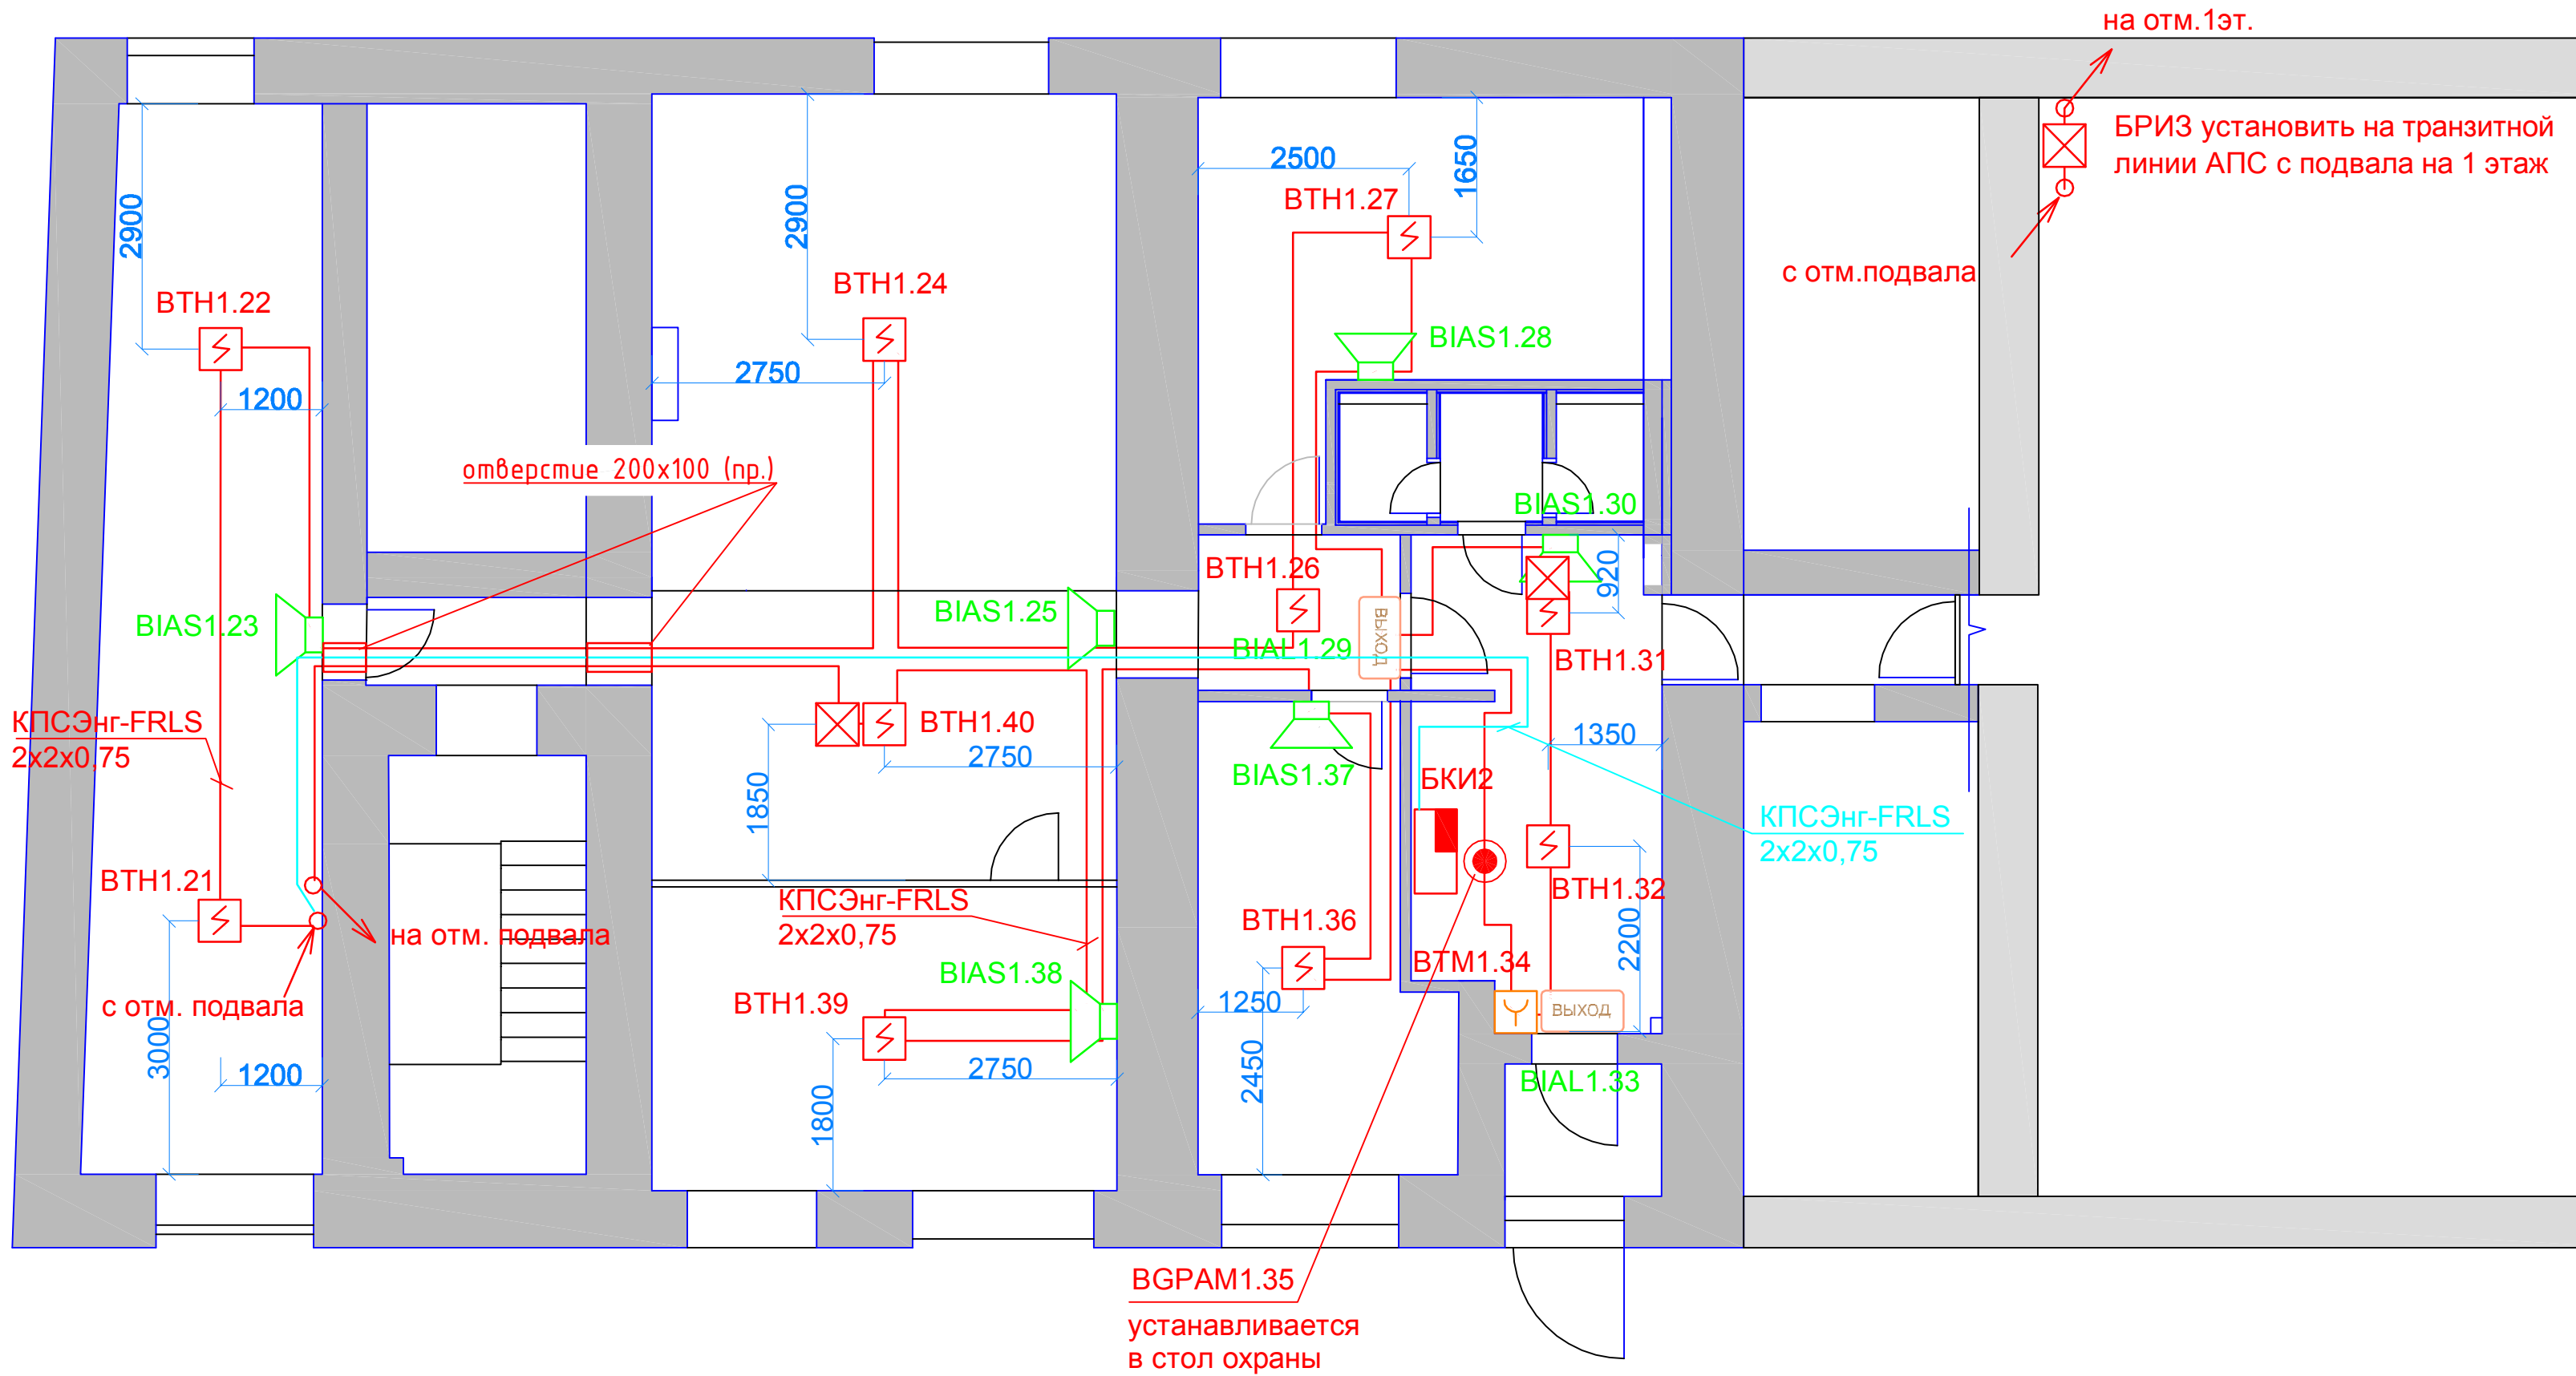 на отм.1эт.
БРИЗ установить на транзитной
линии АПС с подвала на 1 этаж
с отм.подвала
2500
1650
BTH1.27
2900
2900
BTH1.24
BTH1.22
BIAS1.28
2750
1200
отверстие 200х100 (пр.)
BIAS1.30
BTH1.26
920
BIAS1.23
BIAS1.25
BIAL1.29
ВЫХОД
BTH1.31
КПСЭнг-FRLS
2х2х0,75
BTH1.40
2750
1350
1850
BIAS1.37
БКИ2
КПСЭнг-FRLS
2х2х0,75
BTH1.21
BTH1.32
КПСЭнг-FRLS
2х2х0,75
BTH1.36
на отм. подвала
2200
BTM1.34
BIAS1.38
BTH1.39
с отм. подвала
1250
ВЫХОД
3000
1200
2750
2450
1800
BIAL1.33
BGPAM1.35
устанавливается
в стол охраны